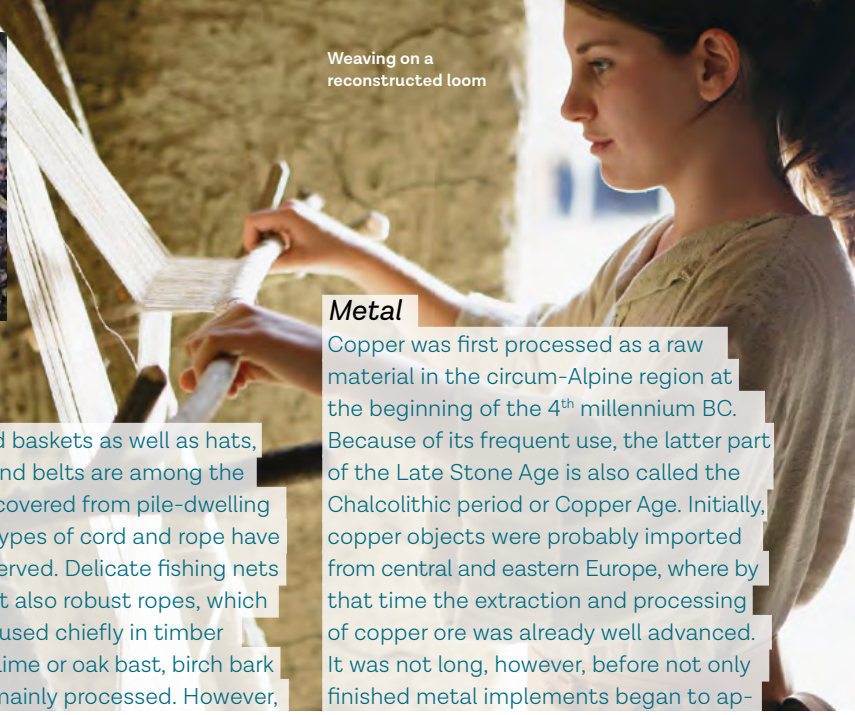 Weaving on a
reconstructed loom
baskets as well as hats,
belts are among the
from pile-dwelling
of cord and rope have
Delicate fishing nets
also robust ropes, which
used chiefly in timber
or oak bast, birch bark
mainly processed. However,
Metal
Copper was first processed as a raw
material in the circum-Alpine region at
the beginning of the 4th millennium BC.
Because of its frequent use, the latter part
of the Late Stone Age is also called the
Chalcolithic period or Copper Age. Initially,
copper objects were probably imported
from central and eastern Europe, where by
that time the extraction and processing
of copper ore was already well advanced.
It was not long, however, before not only
finished metal implements began to ap-